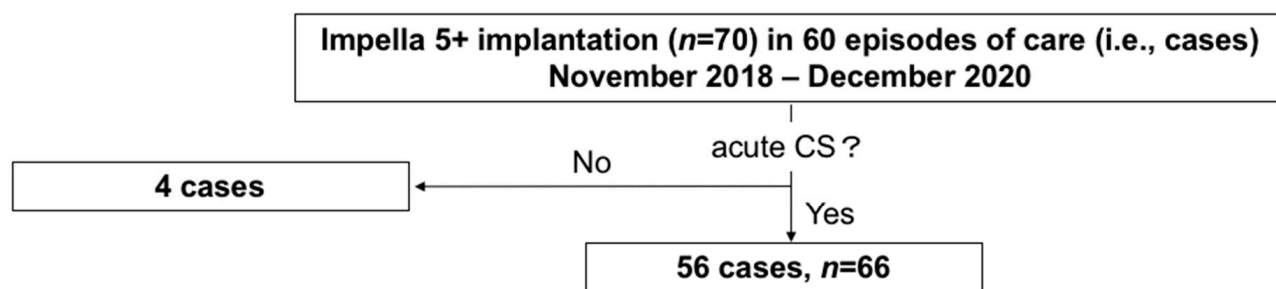 Impella 5+ implantation (n=70) in 60 episodes of care (i.e., cases)
November 2018 – December 2020
acute CS ?
No
4 cases
Yes
56 cases, n=66